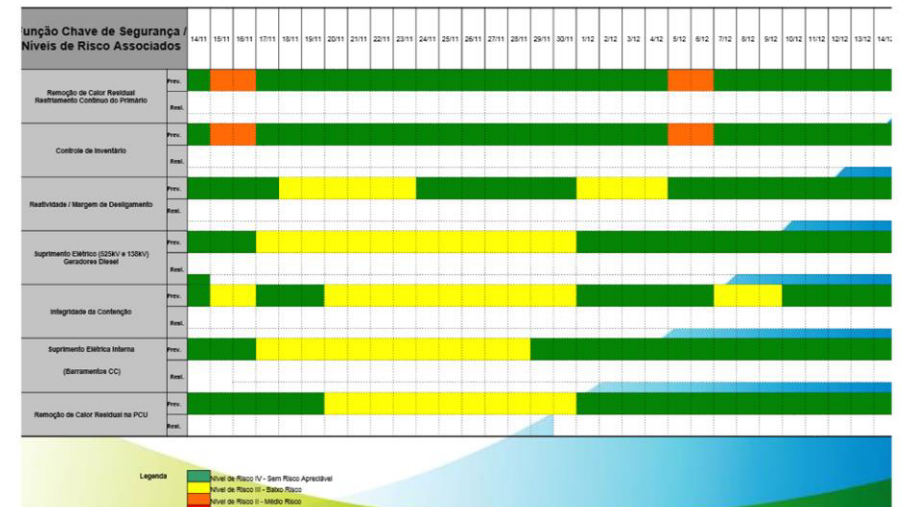 unção Chave de Segurança /
Níveis de Risco Associados
14/11 15/11 16/11 17/11 18/11 19/11 20/11 21/11 22/11 23/11 24/11 25/11 26/11 27/11 28/11 29/11 30/11 1/12 2/12 3/12 4/12 5/12 6/12 7/12 8/12 9/12 10/12 11/12 12/12 13/12 14/12
Remoção de Calor Residual
Resfriamento Contínuo do Primário
Prev.
Real.
Controle de Inventário
Prev.
Real.
Reatividade / Margem de Desligamento
Prev.
Real.
Suprimento Elétrico (525kV e 138kV)
Geradores Diesel
Prev.
Real.
Integridade da Contenção
Prev.
Real.
Suprimento Elétrica Interna
(Barramentos CC)
Prev.
Real.
Remoção de Calor Residual na PCU
Prev.
Real.
Legenda
Nível de Risco IV - Sem Risco Apreciável
Nível de Risco III - Baixo Risco
Nível de Risco II - Médio Risco